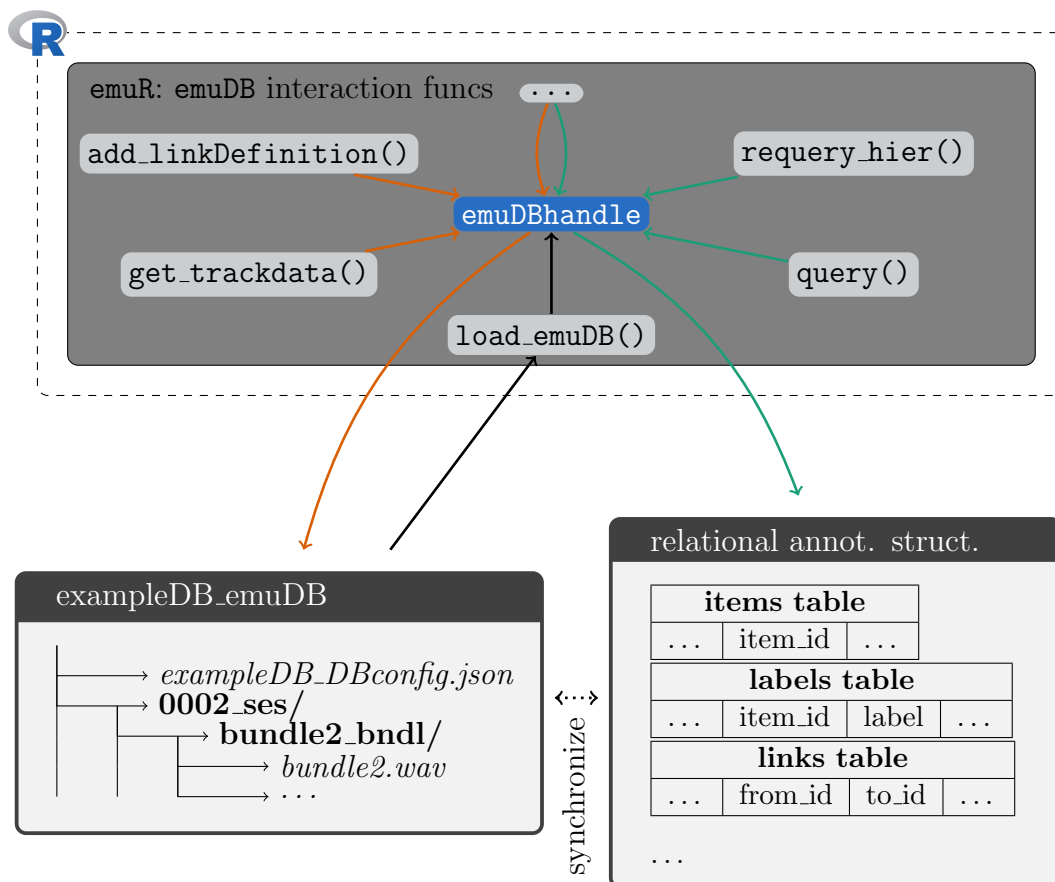 R
emuR: emuDB interaction funcs ...
add_linkDefinition()
requery_hier()
emuDBhandle
get_trackdata()
query()
load_emuDB()
exampleDB_emuDB
exampleDB_DBconfig.json
0002_ses/
bundle2_bndl/
bundle2.wav
...
synchronize
relational annot. struct.
items table
... item_id ...
labels table
... item_id label ...
links table
... from_id to_id ...
...